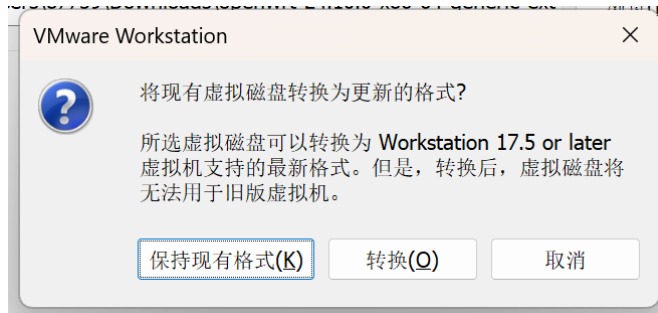 VMware Workstation
将现有虚拟磁盘转换为更新的格式?
所选虚拟磁盘可以转换为 Workstation 17.5 or later
虚拟机支持的最新格式。但是，转换后，虚拟磁盘将
无法用于旧版虚拟机。
保持现有格式(K)
转换(O)
取消